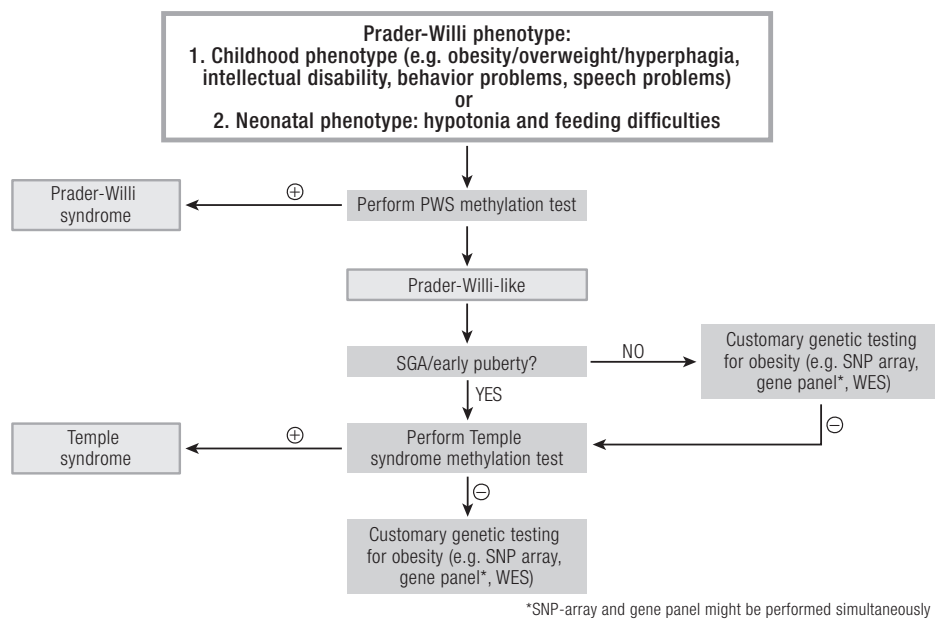 Prader-Willi phenotype:
1. Childhood phenotype (e.g. obesity/overweight/hyperphagia,
intellectual disability, behavior problems, speech problems)
or
2. Neonatal phenotype: hypotonia and feeding difficulties
Prader-Willi
syndrome
⊕
Perform PWS methylation test
Prader-Willi-like
SGA/early puberty?
NO
Customary genetic testing
for obesity (e.g. SNP array,
gene panel*, WES)
YES
⊖
Temple
syndrome
⊕
Perform Temple
syndrome methylation test
⊖
Customary genetic testing
for obesity (e.g. SNP array,
gene panel*, WES)
*SNP-array and gene panel might be performed simultaneously